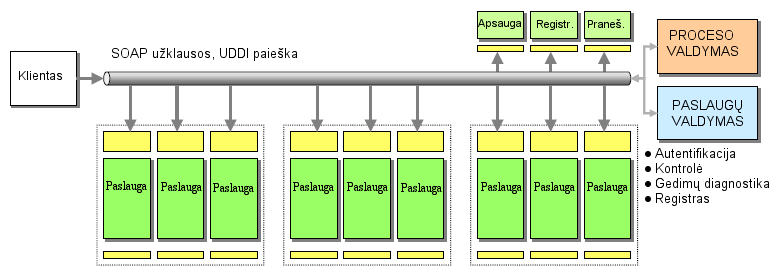 Apsauga
Registr.
Praneš.
SOAP užklausos, UDDI paieška
Klientas
PROCESO
VALDYMAS
PASLAUGŲ
VALDYMAS
● Autentifikacija
● Kontrolė
● Gedimų diagnostika
● Registras
Paslauga
Paslauga
Paslauga
Paslauga
Paslauga
Paslauga
Paslauga
Paslauga
Paslauga